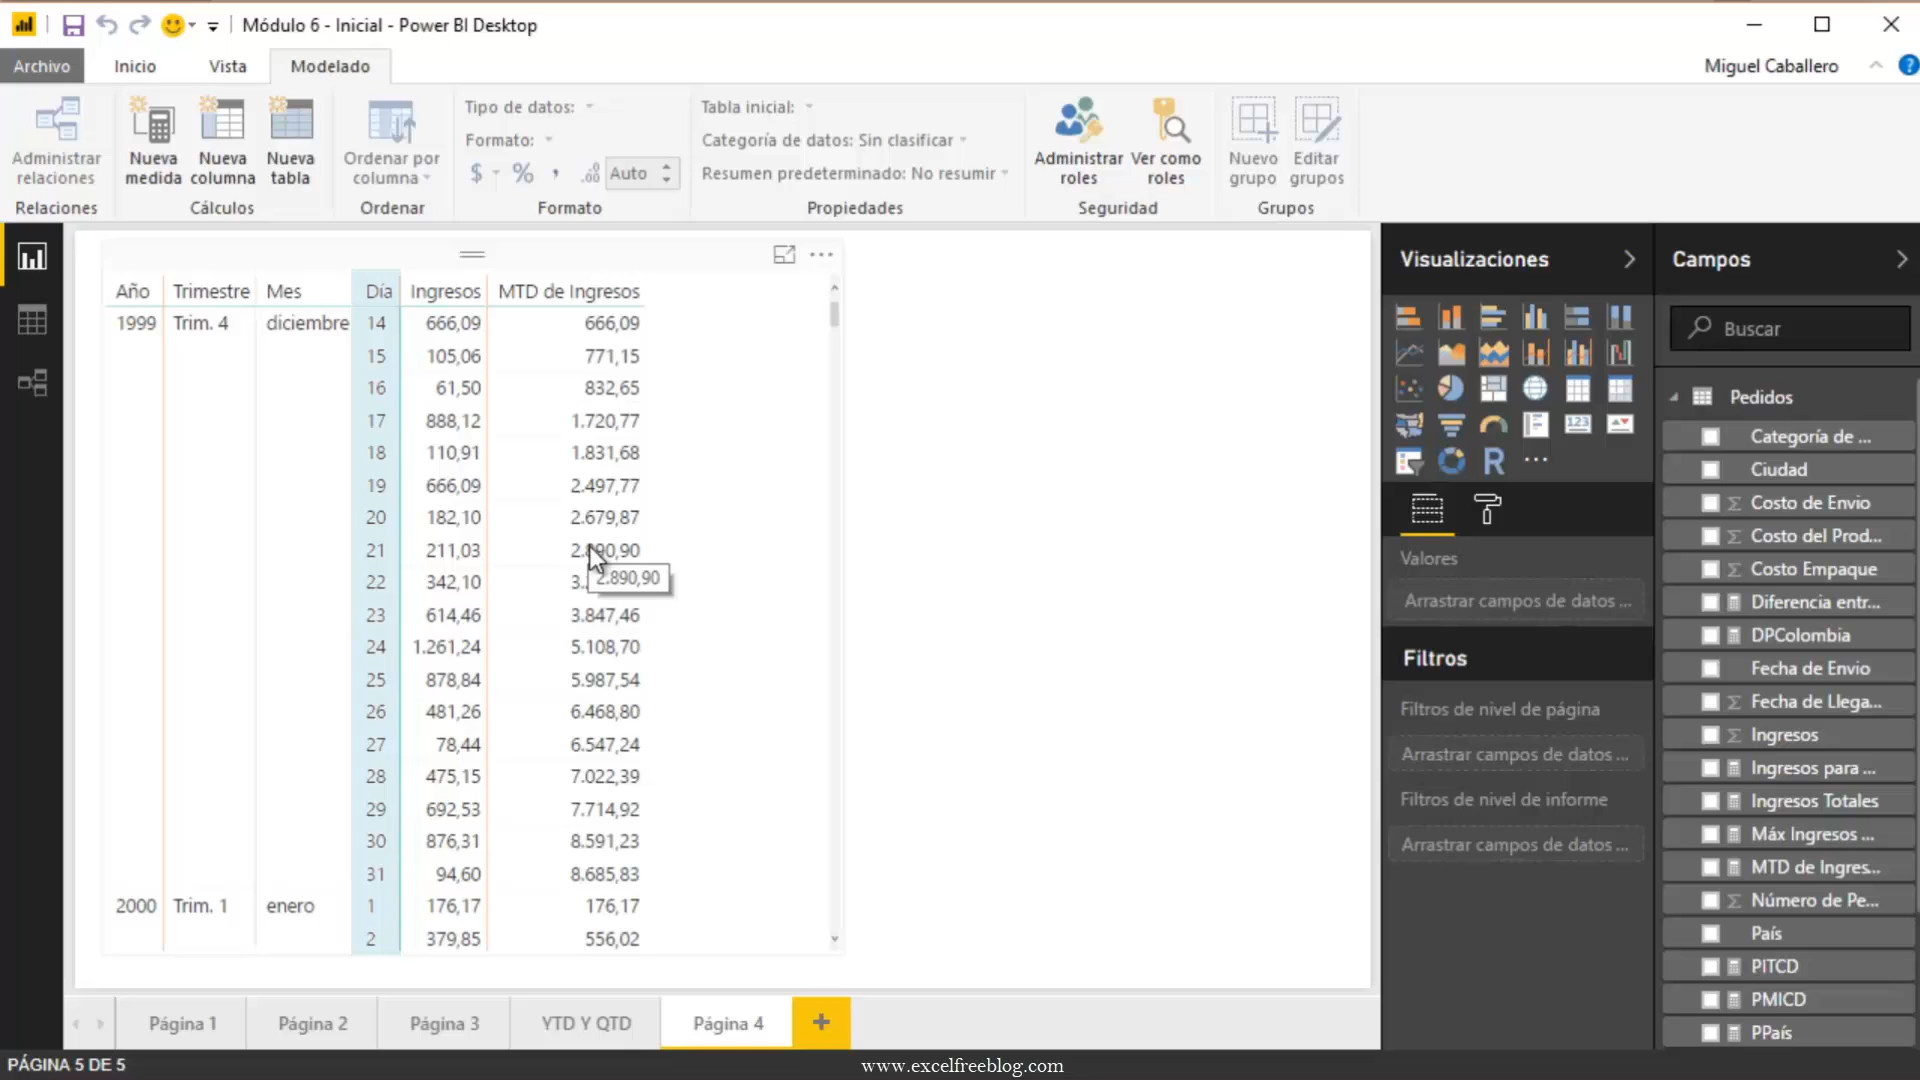 Módulo 6 - Inicial - Power BI Desktop
Archivo Inicio Vista Modelado Miguel Caballero ?
Administrar relaciones
Relaciones
Nueva medida
Nueva columna
Nueva tabla
Cálculos
Ordenar por columna
Ordenar
Tipo de datos:
Formato:
$ % , .00 Auto
Formato
Tabla inicial:
Categoría de datos: Sin clasificar
Resumen predeterminado: No resumir
Propiedades
Administrar roles
Ver como roles
Seguridad
Nuevo grupo
Editar grupos
Grupos
Año Trimestre Mes Día Ingresos MTD de Ingresos
1999 Trim. 4 diciembre 14 666,09 666,09
15 105,06 771,15
16 61,50 832,65
17 888,12 1.720,77
18 110,91 1.831,68
19 666,09 2.497,77
20 182,10 2.679,87
21 211,03 2.890,90
2.890,90
22 342,10
23 614,46 3.847,46
24 1.261,24 5.108,70
25 878,84 5.987,54
26 481,26 6.468,80
27 78,44 6.547,24
28 475,15 7.022,39
29 692,53 7.714,92
30 876,31 8.591,23
31 94,60 8.685,83
2000 Trim. 1 enero 1 176,17 176,17
2 379,85 556,02
Visualizaciones
R
123
Valores
Arrastrar campos de datos ...
Filtros
Filtros de nivel de página
Arrastrar campos de datos ...
Filtros de nivel de informe
Arrastrar campos de datos ...
Campos
Buscar
Pedidos
Categoría de ...
Ciudad
Costo de Envio
Costo del Prod...
Costo Empaque
Diferencia entr...
DPColombia
Fecha de Envio
Fecha de Llega...
Ingresos
Ingresos para ...
Ingresos Totales
Máx Ingresos ...
MTD de Ingres...
Número de Pe...
País
PITCD
PMICD
PPaís
Página 1 Página 2 Página 3 YTD Y QTD Página 4 +
PÁGINA 5 DE 5
www.excelfreeblog.com